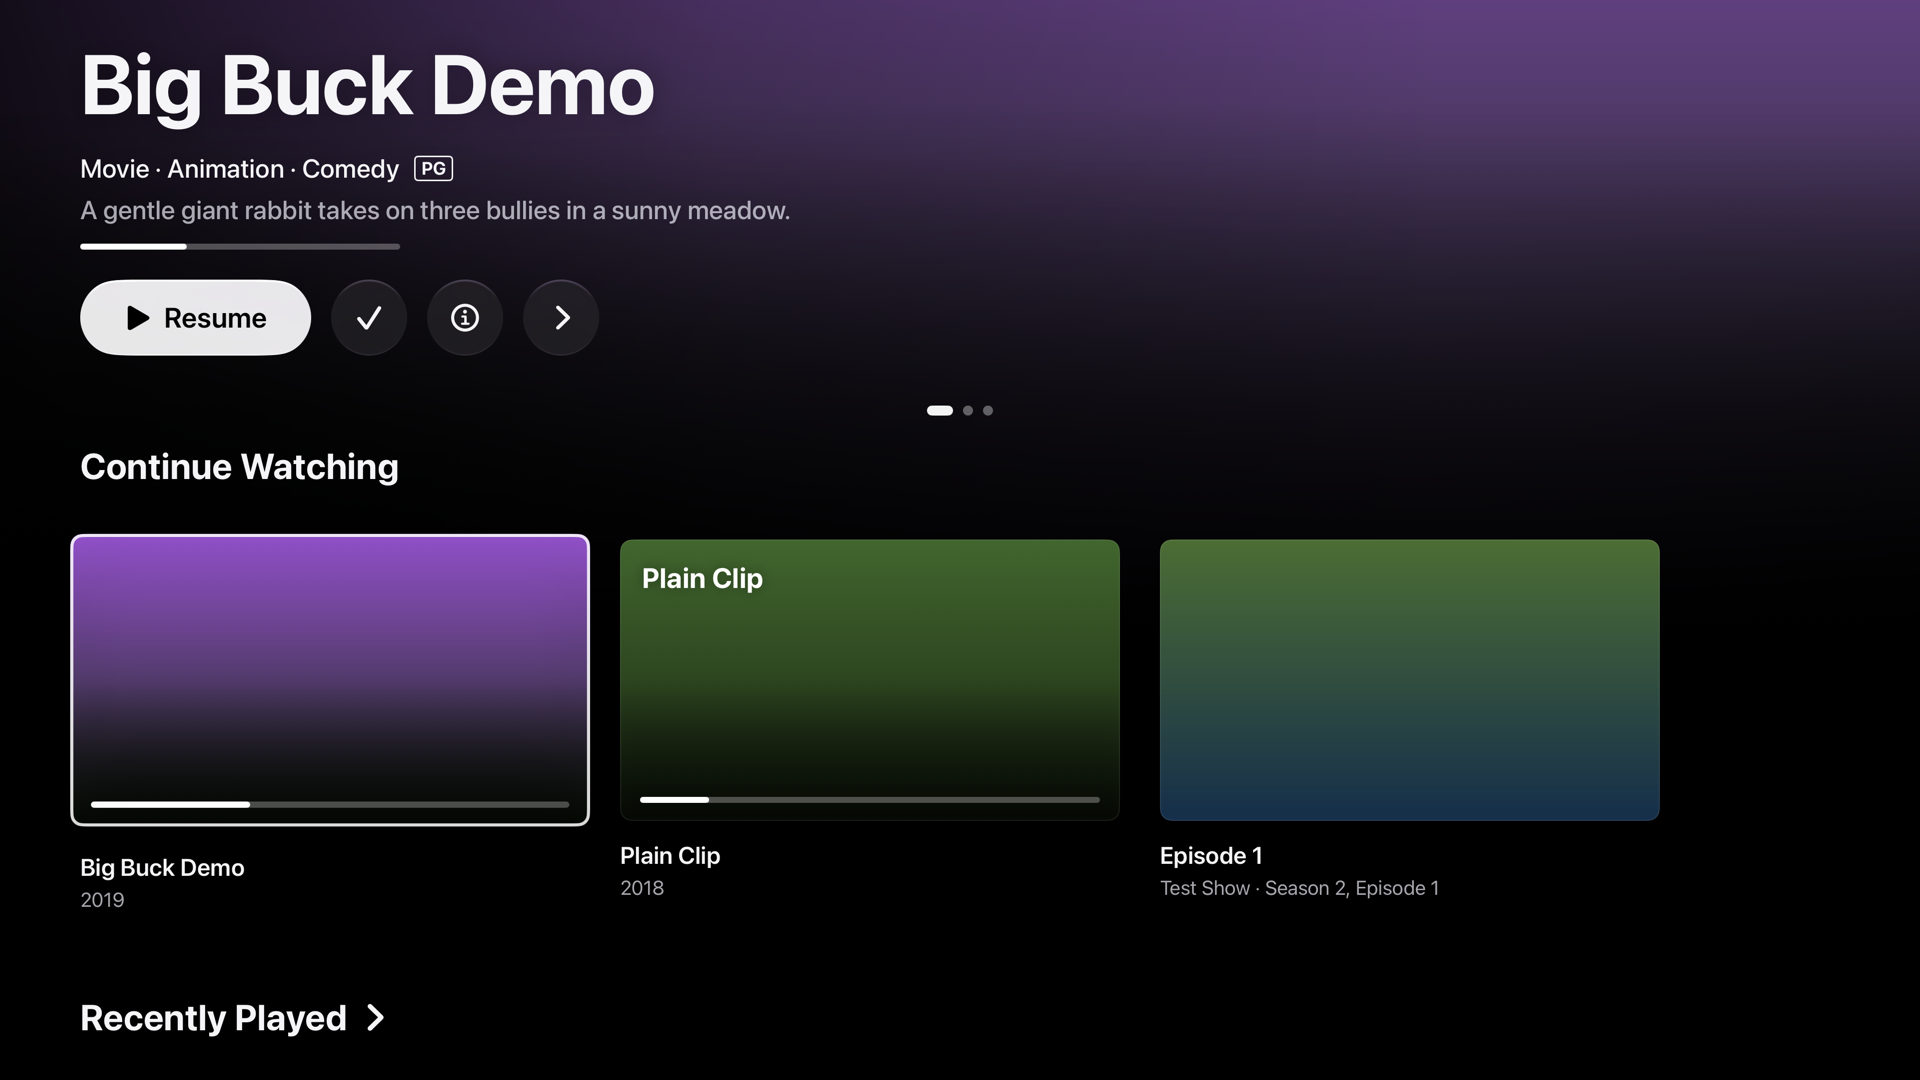 Big Buck Demo
Movie · Animation · Comedy PG
A gentle giant rabbit takes on three bullies in a sunny meadow.
Resume
Continue Watching
Plain Clip
Big Buck Demo
2019
Plain Clip
2018
Episode 1
Test Show · Season 2, Episode 1
Recently Played